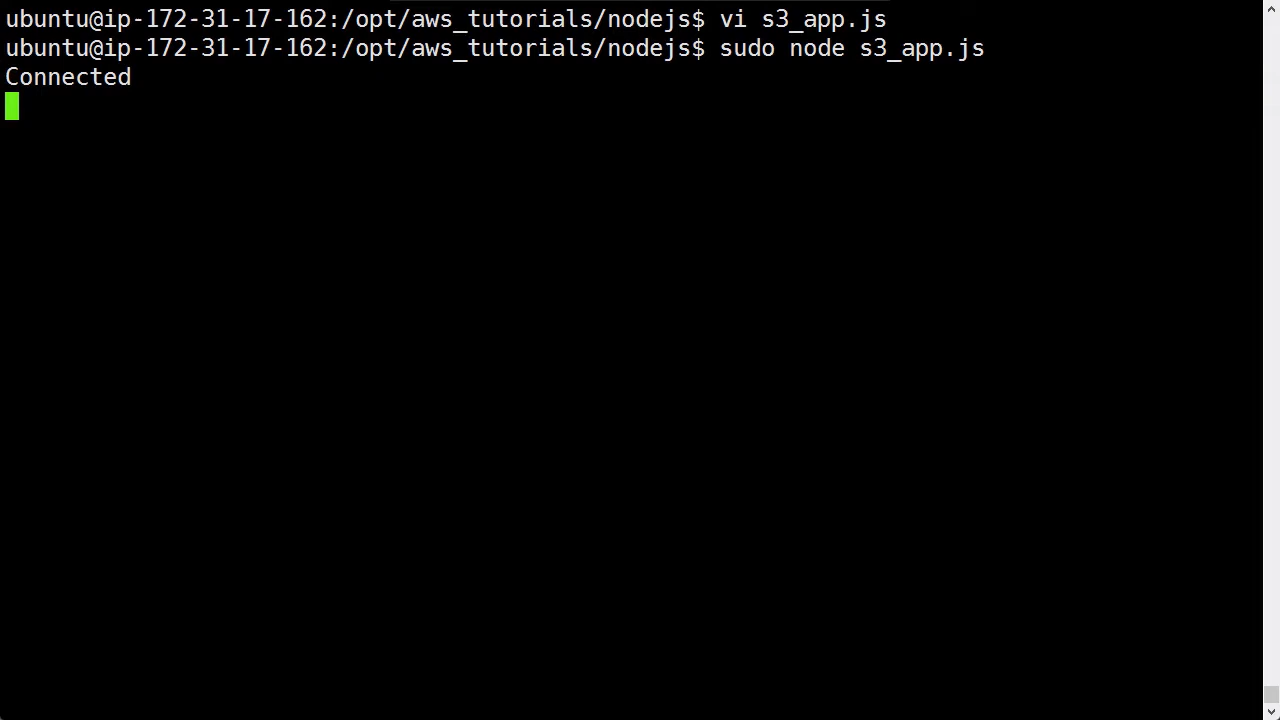 ubuntu@ip-172-31-17-162:/opt/aws_tutorials/nodejs$ vi s3_app.js
ubuntu@ip-172-31-17-162:/opt/aws_tutorials/nodejs$ sudo node s3_app.js
Connected